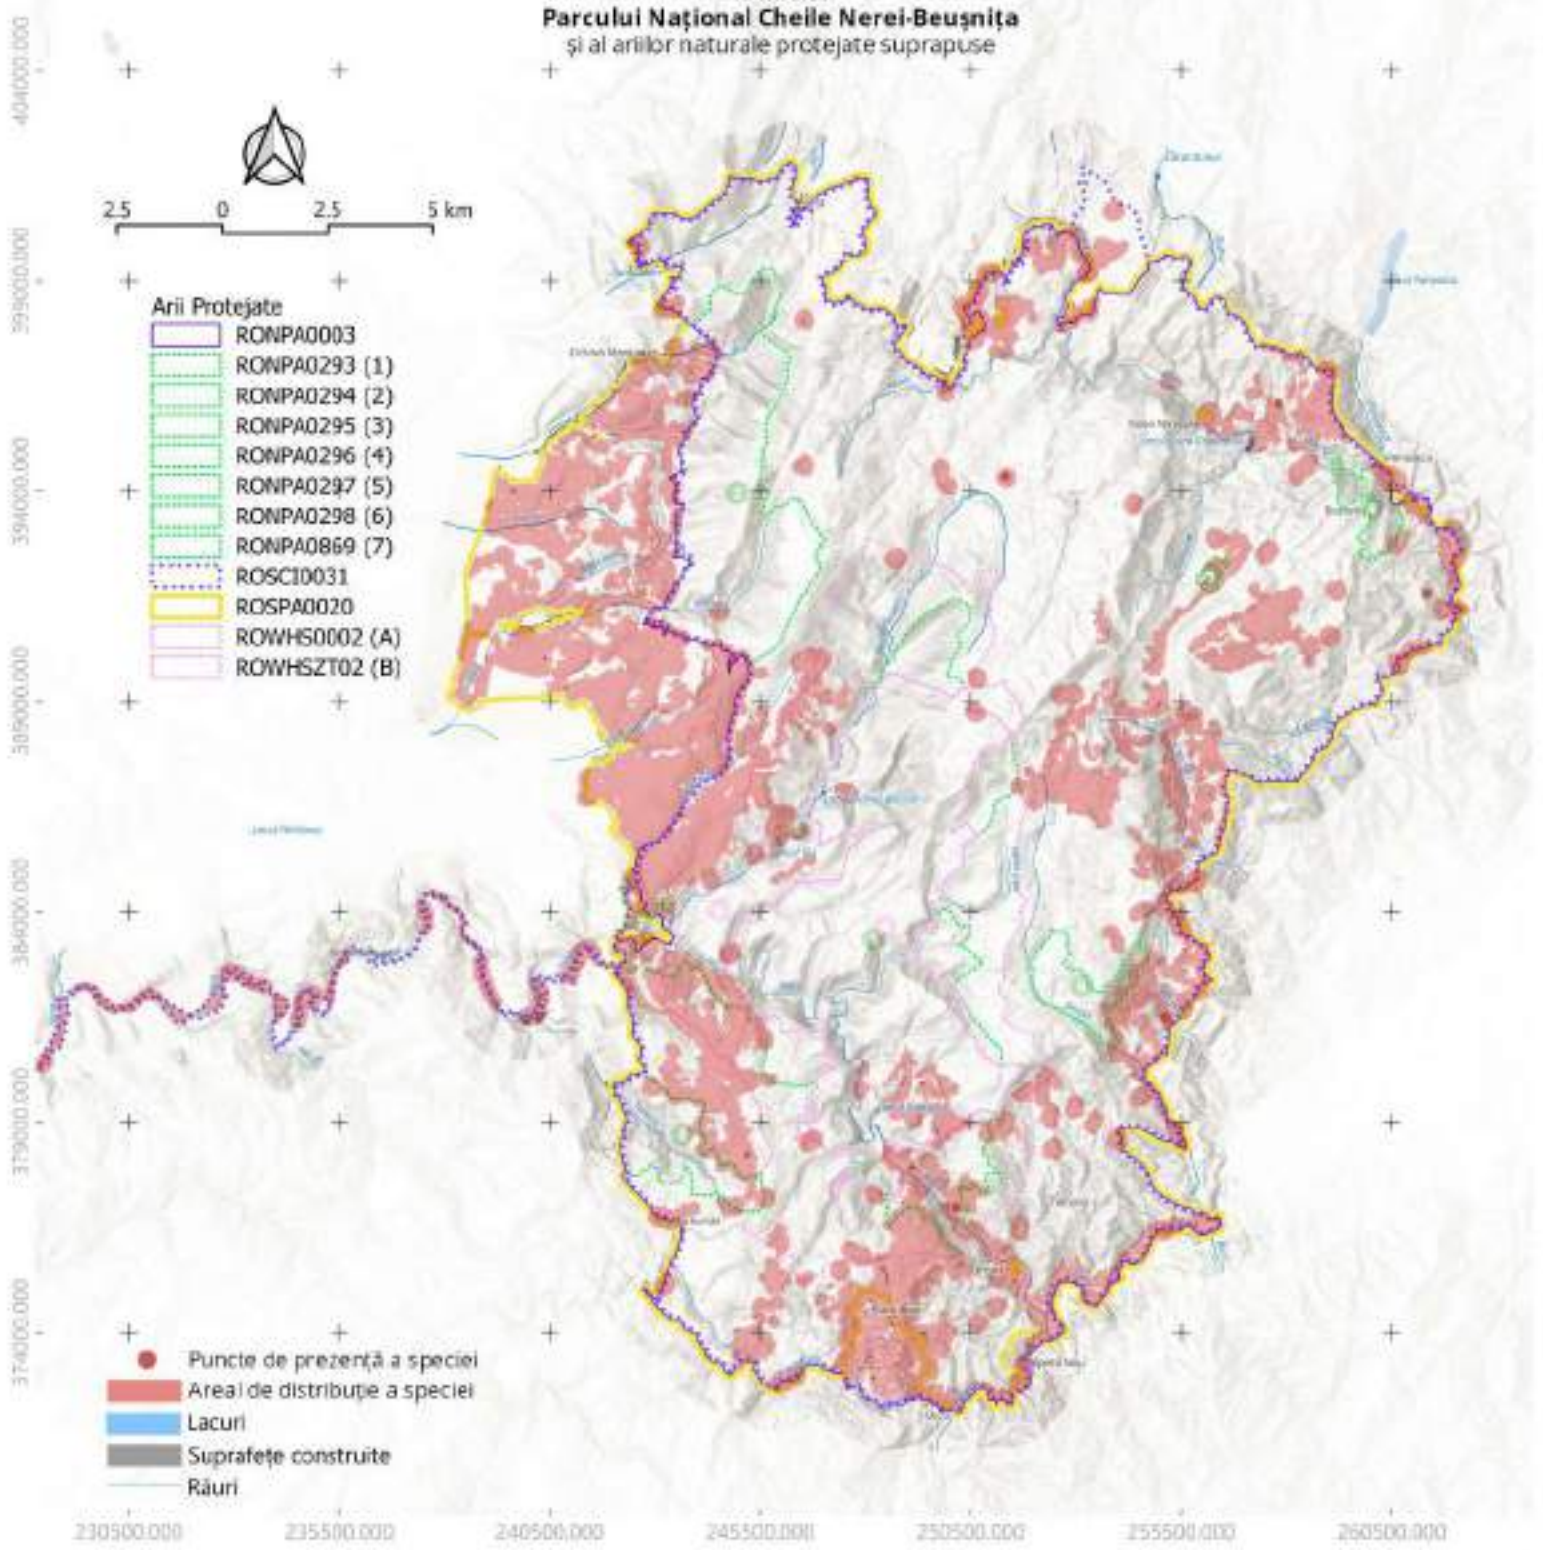 Parcului Național Cheile Nerei-Beușnița
și al ariilor naturale protejate suprapuse
404000.000
399000.000
394000.000
389000.000
384000.000
379000.000
374000.000
2.5 0 2.5 5 km
Arii Protejate
RONPA0003
RONPA0293 (1)
RONPA0294 (2)
RONPA0295 (3)
RONPA0296 (4)
RONPA0297 (5)
RONPA0298 (6)
RONPA0869 (7)
ROSCI0031
ROSPA0020
ROWHS0002 (A)
ROWHSZT02 (B)
Puncte de prezență a speciei
Areal de distribuție a speciei
Lacuri
Suprafețe construite
Râuri
230500.000 235500.000 240500.000 245500.000 250500.000 255500.000 260500.000